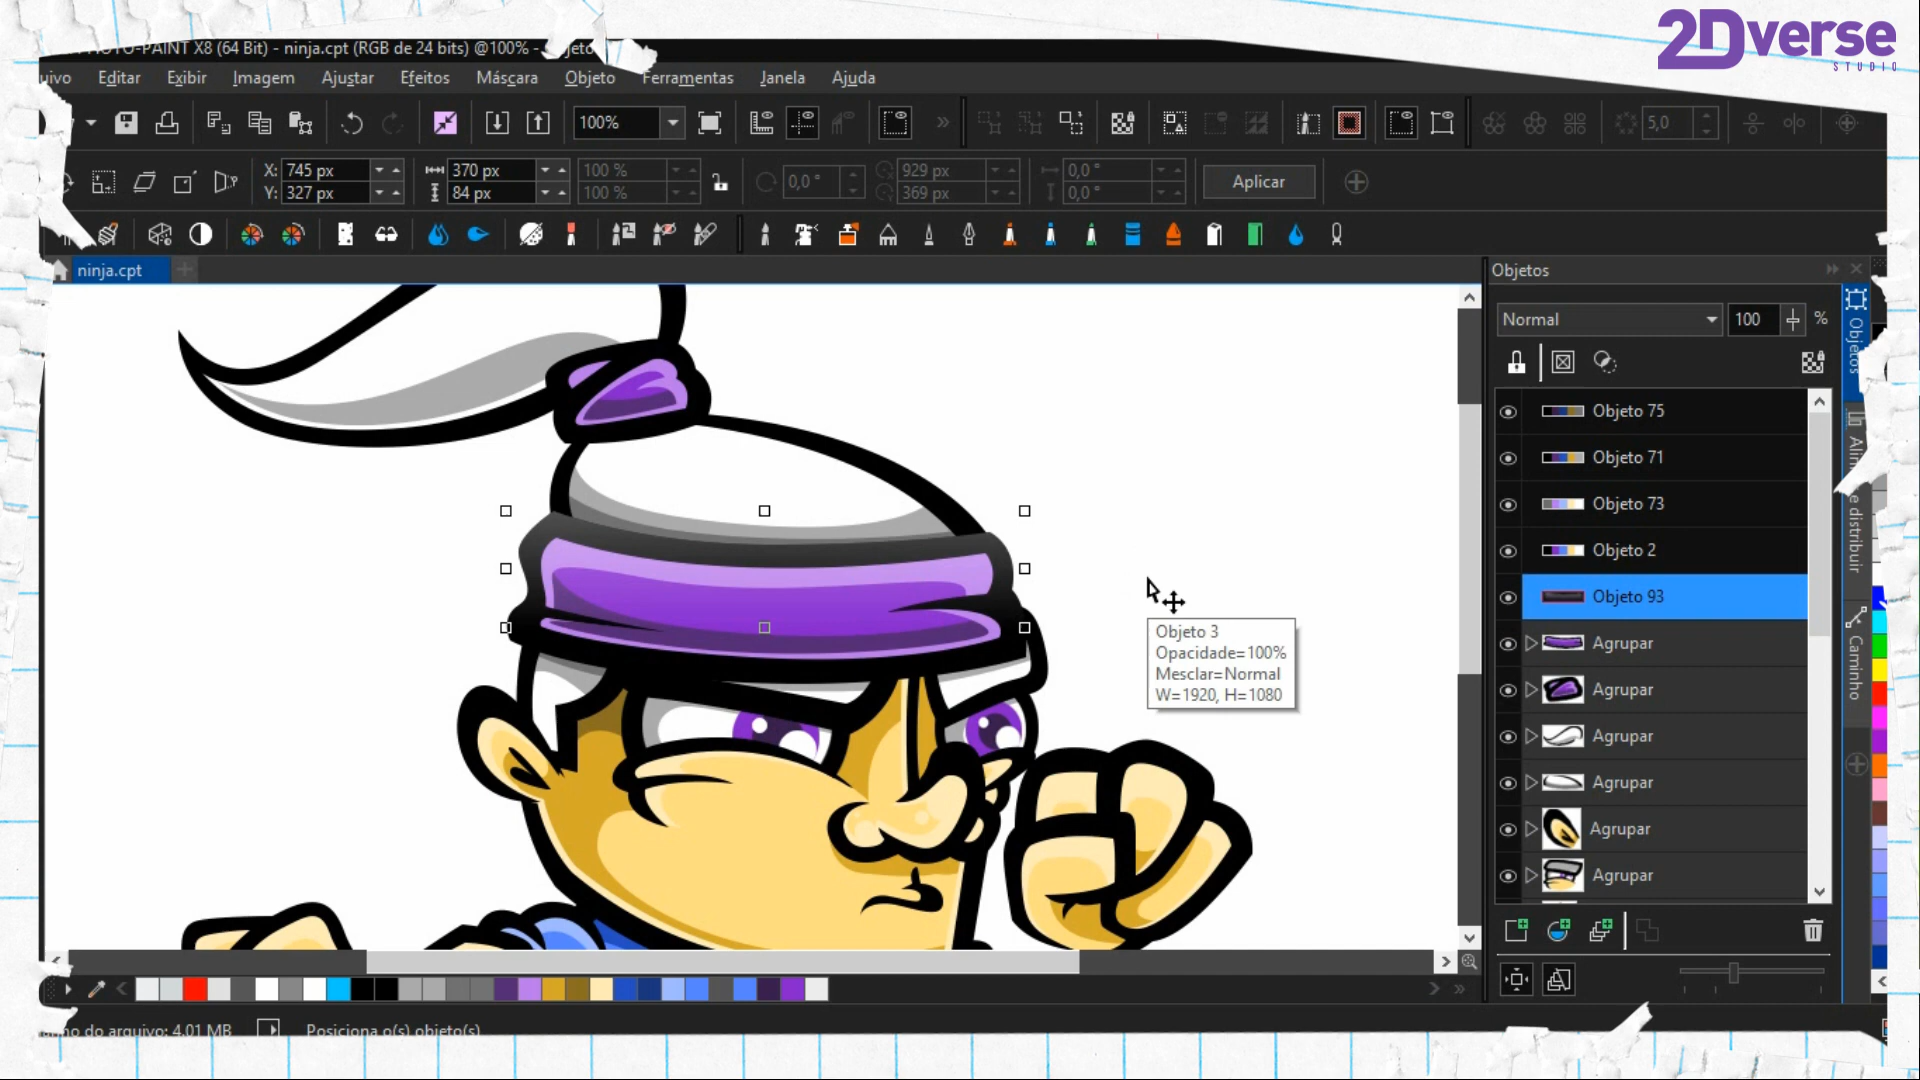 2Dverse
STUDIO
PHOTO-PAINT X8 (64 Bit) - ninja.cpt (RGB de 24 bits) @100% -
Editar Exibir Imagem Ajustar Efeitos Máscara Objeto Ferramentas Janela Ajuda
100% 5,0
X: 745 px 370 px 100 % 0,0 ° 929 px 0,0 ° Aplicar
Y: 327 px 84 px 100 % 369 px 0,0 °
ninja.cpt
Objetos
Normal 100 %
Objetos
Objeto 75
Objeto 71
Objeto 73
Objeto 2
Objeto 93
Agrupar
Agrupar
Agrupar
Agrupar
Agrupar
Agrupar
e distribuir
Caminho
Objeto 3
Opacidade=100%
Mesclar=Normal
W=1920, H=1080
do arquivo: 4.01 MB Posiciona o(s) objeto(s)